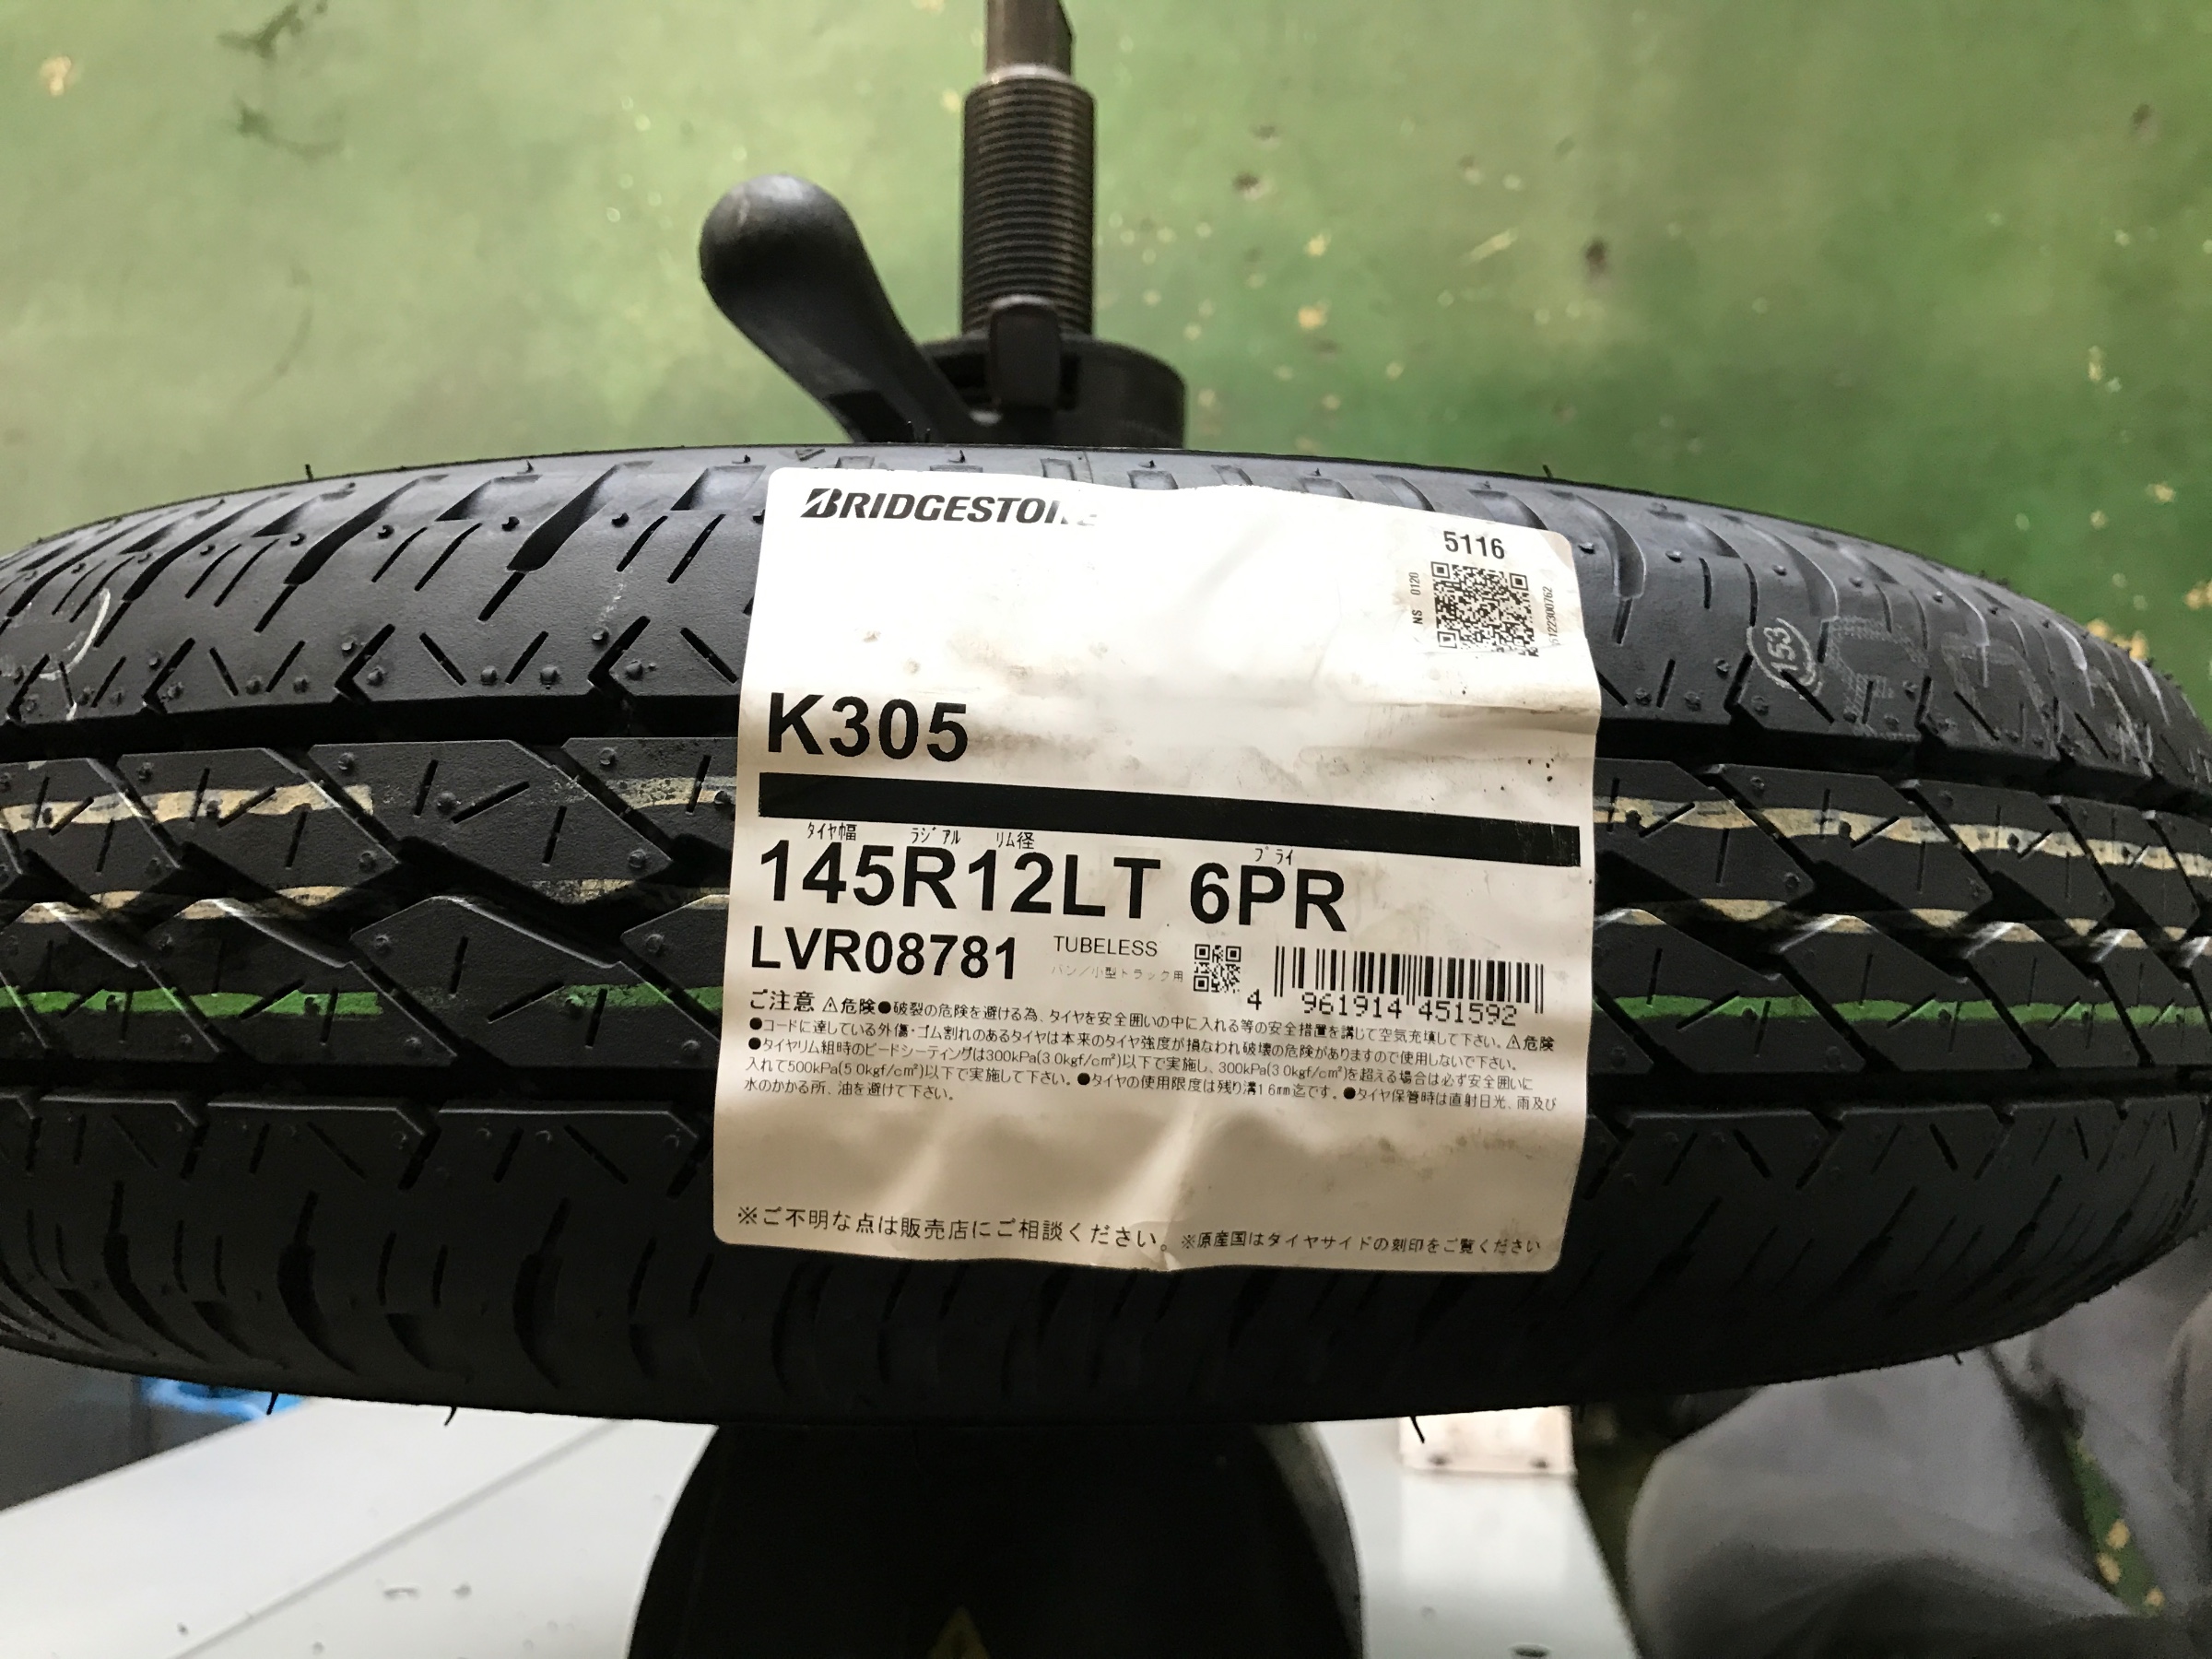 BRIDGESTONE
5116
NS 0120
K305
タイヤ幅 ラジアル リム径 プライ
145R12LT 6PR
LVR08781 TUBELESS
バン/小型トラック用
4 961914 451592
ご注意 ⚠危険●破裂の危険を避ける為、タイヤを安全囲いの中に入れる等の安全措置を講じて空気充填して下さい。⚠危険
●コードに達している外傷・ゴム割れのあるタイヤは本来のタイヤ強度が損なわれ破壊の危険がありますので使用しないで下さい。
●タイヤリム組時のビードシーティングは300kPa(3.0kgf/c㎡)以下で実施し、300kPa(3.0kgf/c㎡)を超える場合は必ず安全囲いに
入れて500kPa(5.0kgf/c㎡)以下で実施して下さい。●タイヤの使用限度は残り溝1.6mm迄です。●タイヤ保管時は直射日光、雨及び
水のかかる所、油を避けて下さい。
※ご不明な点は販売店にご相談ください。※原産国はタイヤサイドの刻印をご覧ください
153